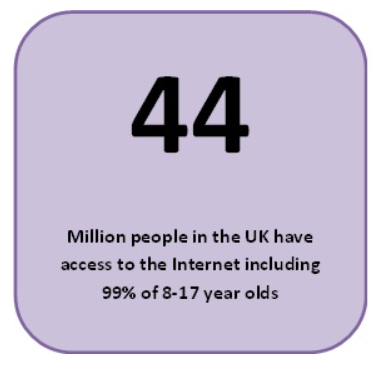 44
Million people in the UK have
access to the Internet including
99% of 8-17 year olds